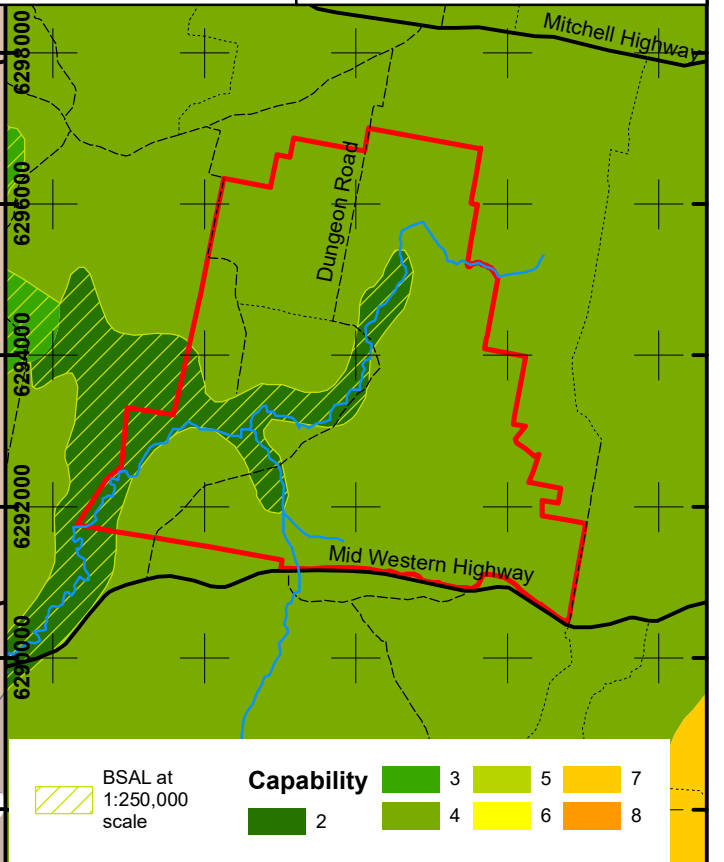 Mitchell Highway
6298000
6296000
Dungeon Road
6294000
6292000
Mid Western Highway
6290000
BSAL at
1:250,000
scale
Capability
2
3
4
5
6
7
8